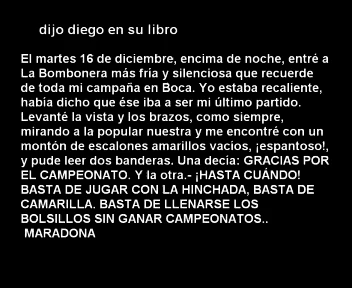 dijo diego en su libro
El martes 16 de diciembre, encima de noche, entré a
La Bombonera más fría y silenciosa que recuerde
de toda mi campaña en Boca. Yo estaba recaliente,
había dicho que ése iba a ser mi último partido.
Levanté la vista y los brazos, como siempre,
mirando a la popular nuestra y me encontré con un
montón de escalones amarillos vacíos, ¡espantoso!,
y pude leer dos banderas. Una decía: GRACIAS POR
EL CAMPEONATO. Y la otra.- ¡HASTA CUÁNDO!
BASTA DE JUGAR CON LA HINCHADA, BASTA DE
CAMARILLA. BASTA DE LLENARSE LOS
BOLSILLOS SIN GANAR CAMPEONATOS..
MARADONA